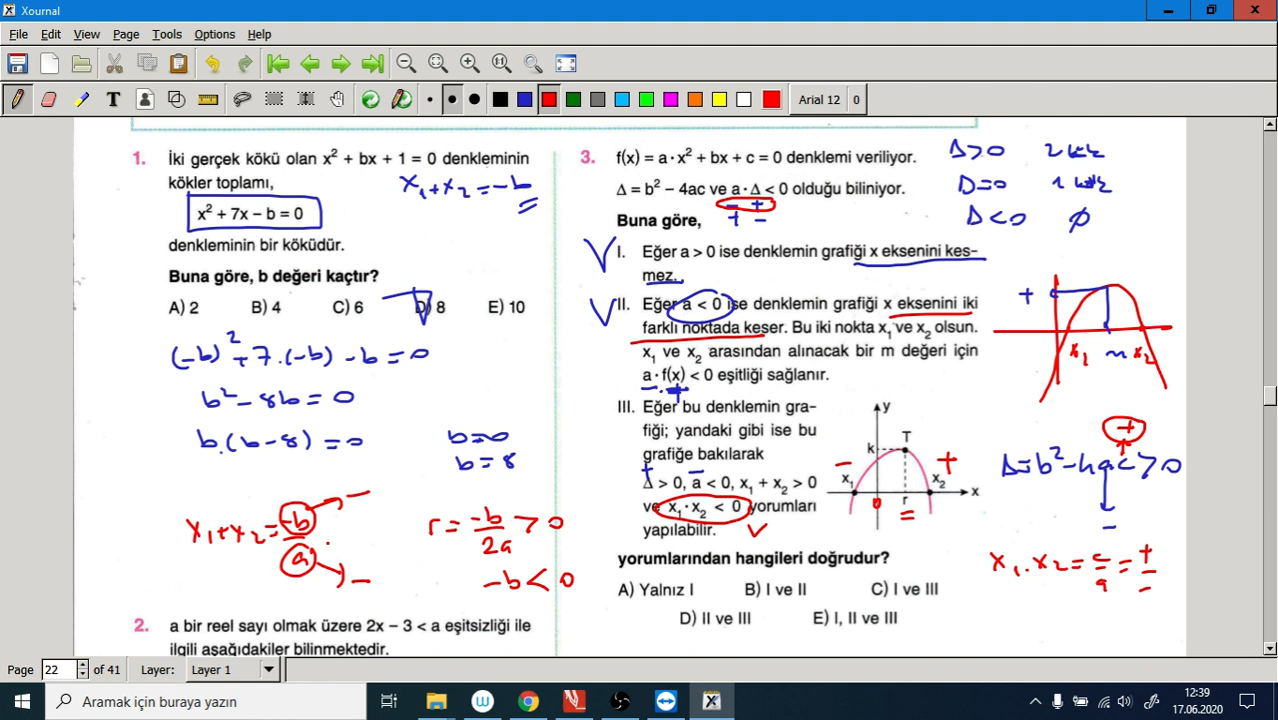 Xournal
File Edit View Page Tools Options Help
Arial 12 0
1. İki gerçek kökü olan x² + bx + 1 = 0 denkleminin
kökler toplamı,
x₁+x₂=-b
x² + 7x − b = 0
denkleminin bir köküdür.
Buna göre, b değeri kaçtır?
A) 2 B) 4 C) 6 D) 8 E) 10
(-b)² +7.(-b) -b=0
b²-8b=0
b.(b-8)=0
b=0
b=8
x₁+x₂= -b/a
r= -b/2a > 0
-b<0
2. a bir reel sayı olmak üzere 2x − 3 < a eşitsizliği ile
ilgili aşağıdakiler bilinmektedir.
3. f(x) = a·x² + bx + c = 0 denklemi veriliyor.
Δ = b² − 4ac ve a·Δ < 0 olduğu biliniyor.
- +
+ -
Buna göre,
I. Eğer a > 0 ise denklemin grafiği x eksenini kes-
mez.
II. Eğer a < 0 ise denklemin grafiği x eksenini iki
farklı noktada keser. Bu iki nokta x₁ ve x₂ olsun.
x₁ ve x₂ arasından alınacak bir m değeri için
a·f(x) < 0 eşitliği sağlanır.
III. Eğer bu denklemin gra-
fiği; yandaki gibi ise bu
grafiğe bakılarak
Δ > 0, a < 0, x₁ + x₂ > 0
ve x₁·x₂ < 0 yorumları
yapılabilir.
y
T
k
- +
x₁ x₂
0 r x
yorumlarından hangileri doğrudur?
A) Yalnız I B) I ve II C) I ve III
D) II ve III E) I, II ve III
Δ>0 2 kök
Δ=0 1 kök
Δ<0 ∅
+
x₁ m x₂
+
Δ=b²-4ac>0
-
x₁.x₂= c/a = +/-
Page 22 of 41 Layer: Layer 1
Aramak için buraya yazın
12:39
17.06.2020